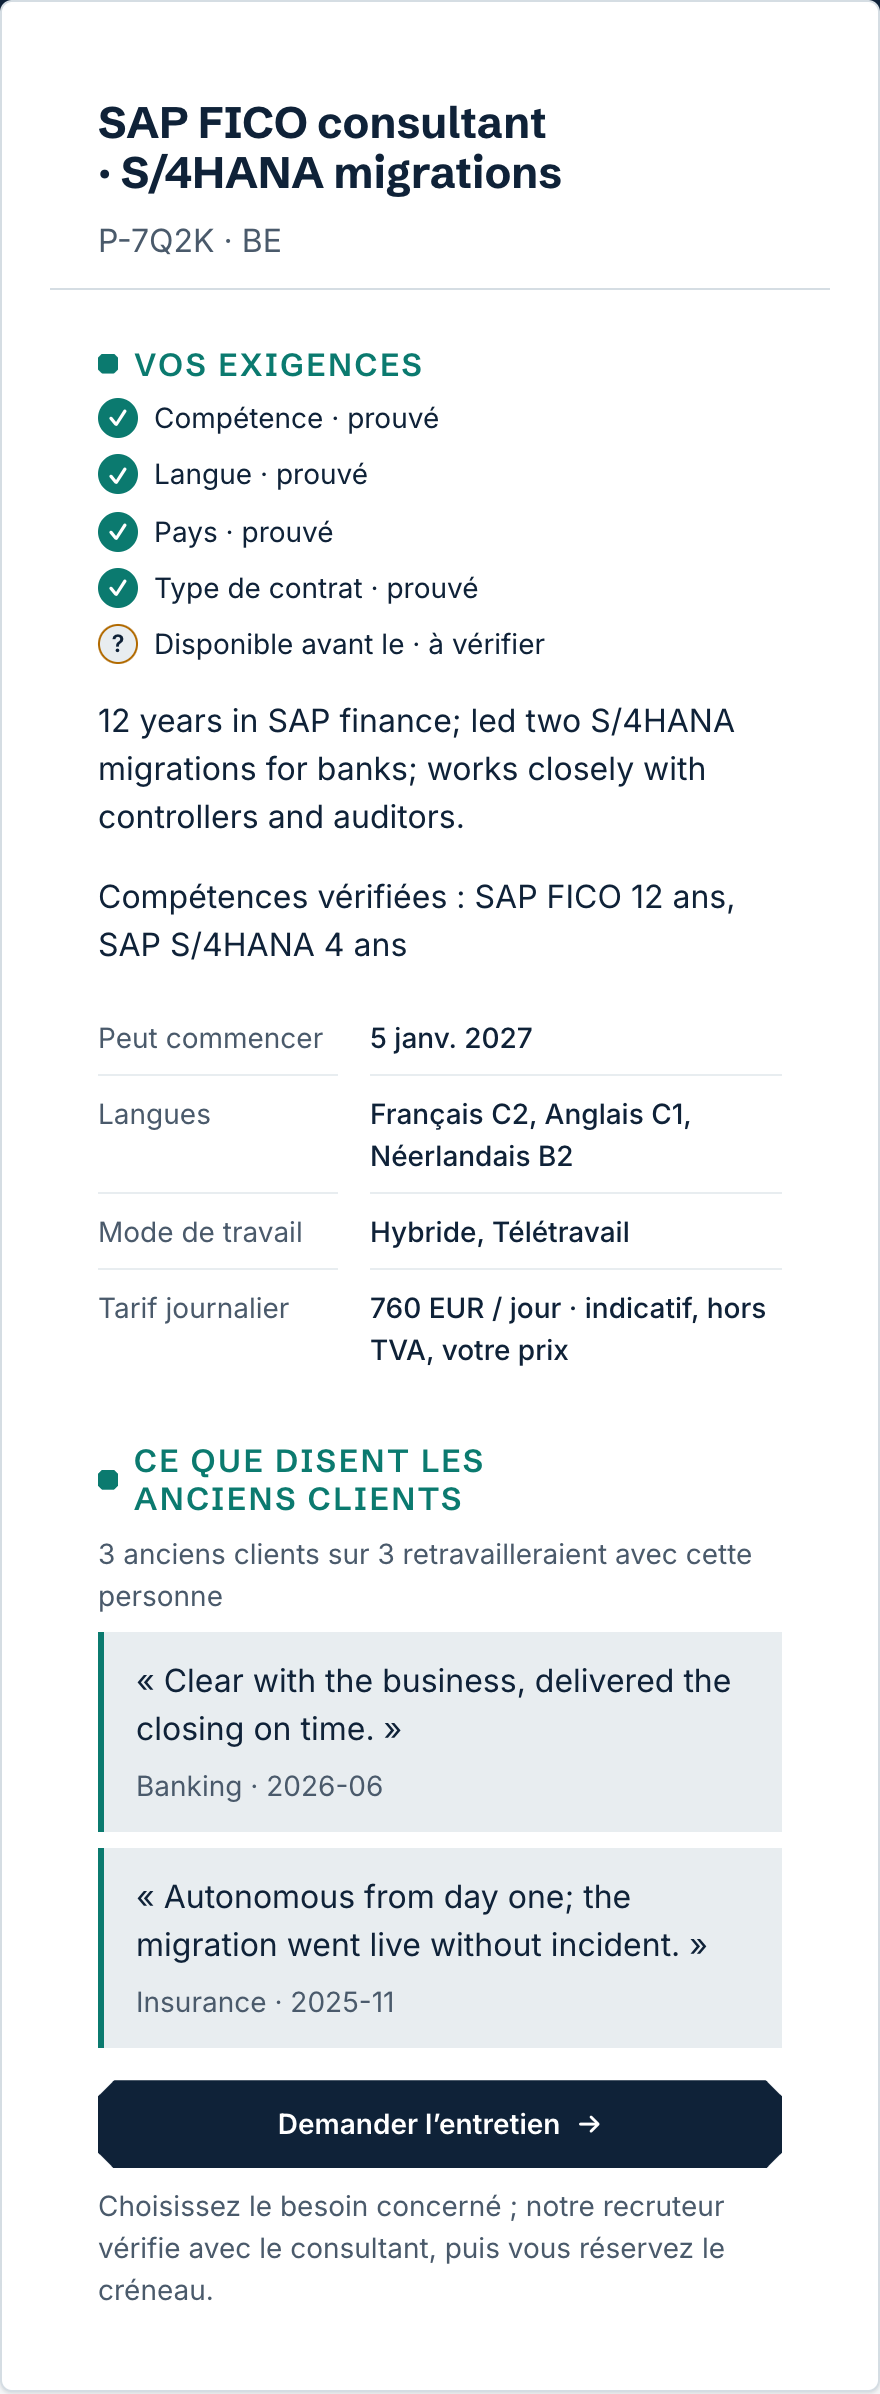 SAP FICO consultant
· S/4HANA migrations
P-7Q2K · BE
VOS EXIGENCES
Compétence · prouvé
Langue · prouvé
Pays · prouvé
Type de contrat · prouvé
? Disponible avant le · à vérifier
12 years in SAP finance; led two S/4HANA
migrations for banks; works closely with
controllers and auditors.
Compétences vérifiées : SAP FICO 12 ans,
SAP S/4HANA 4 ans
Peut commencer 5 janv. 2027
Langues Français C2, Anglais C1,
Néerlandais B2
Mode de travail Hybride, Télétravail
Tarif journalier 760 EUR / jour · indicatif, hors
TVA, votre prix
CE QUE DISENT LES
ANCIENS CLIENTS
3 anciens clients sur 3 retravailleraient avec cette
personne
« Clear with the business, delivered the
closing on time. »
Banking · 2026-06
« Autonomous from day one; the
migration went live without incident. »
Insurance · 2025-11
Demander l’entretien →
Choisissez le besoin concerné ; notre recruteur
vérifie avec le consultant, puis vous réservez le
créneau.